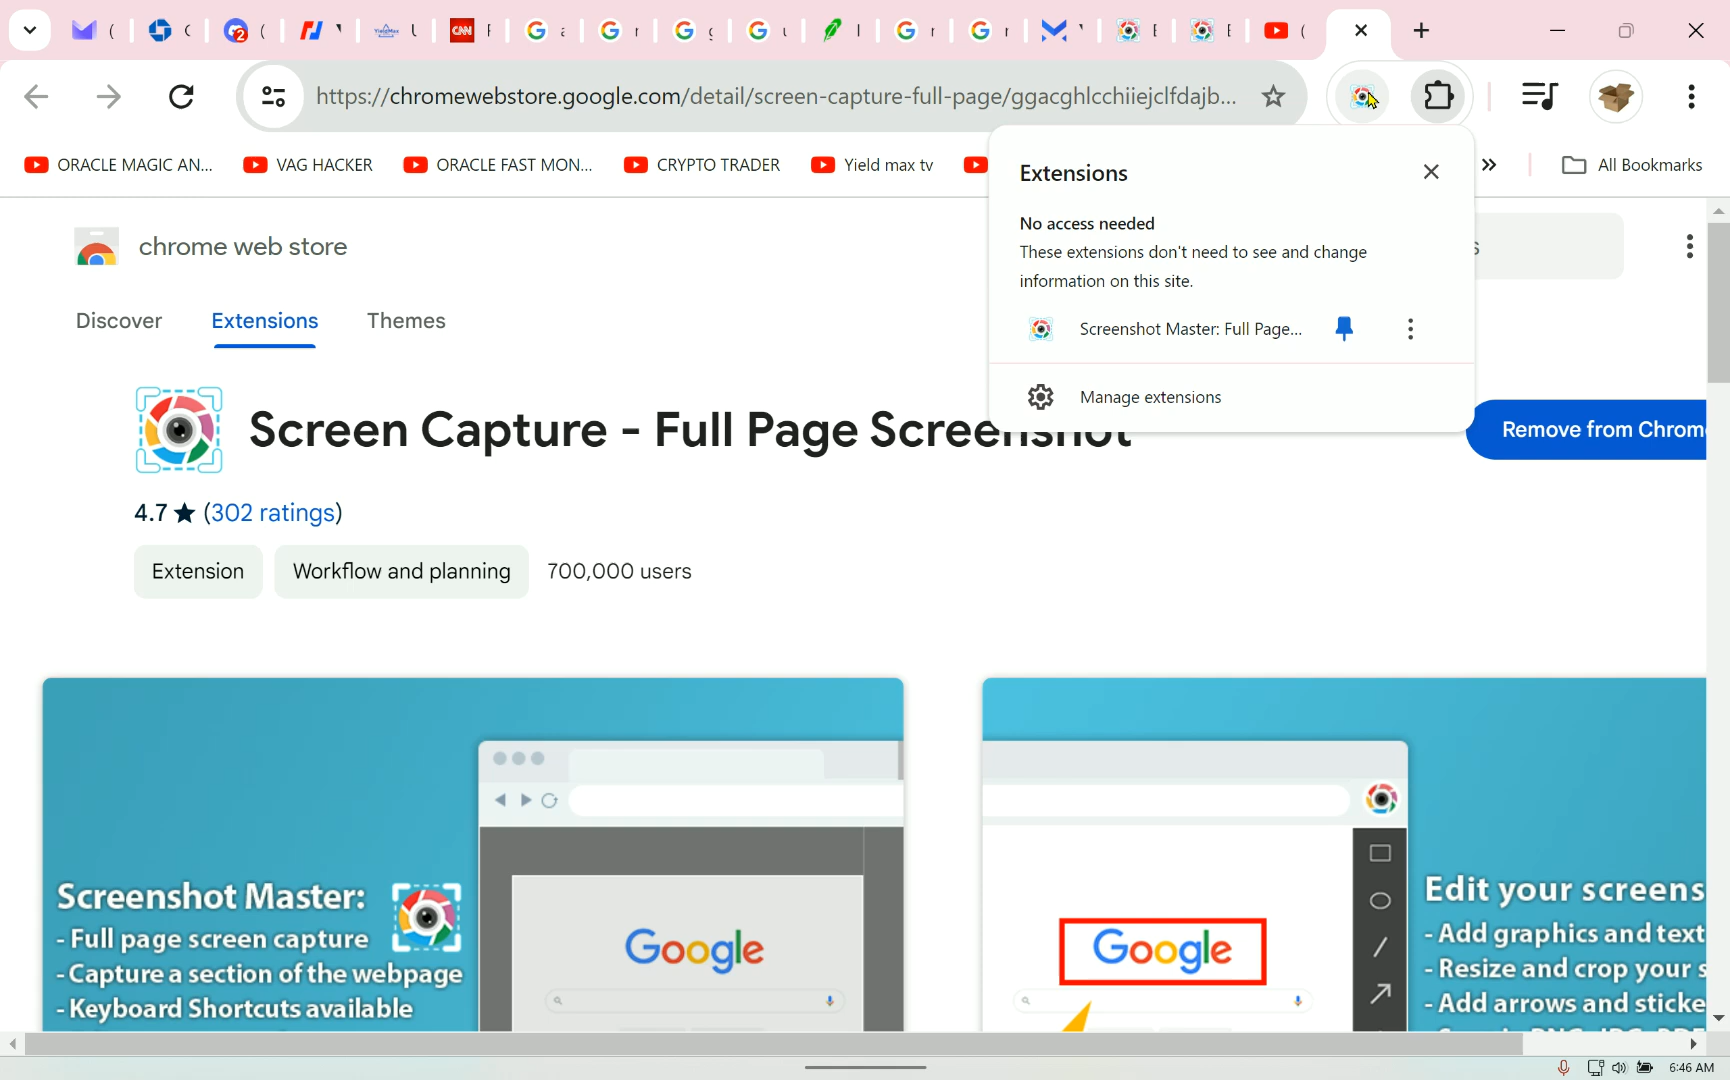 https://chromewebstore.google.com/detail/screen-capture-full-page/ggacghlcchiiejclfdajb...
ORACLE MAGIC AN...
VAG HACKER
ORACLE FAST MON...
CRYPTO TRADER
Yield max tv
All Bookmarks
Extensions
No access needed
These extensions don't need to see and change
information on this site.
Screenshot Master: Full Page...
Manage extensions
chrome web store
Discover
Extensions
Themes
Screen Capture - Full Page Screenshot
Remove from Chrom
4.7★ (302 ratings)
Extension
Workflow and planning
700,000 users
Screenshot Master:
- Full page screen capture
- Capture a section of the webpage
- Keyboard Shortcuts available
Google
Google
Edit your screens
- Add graphics and text
- Resize and crop your s
- Add arrows and sticke
6:46 AM